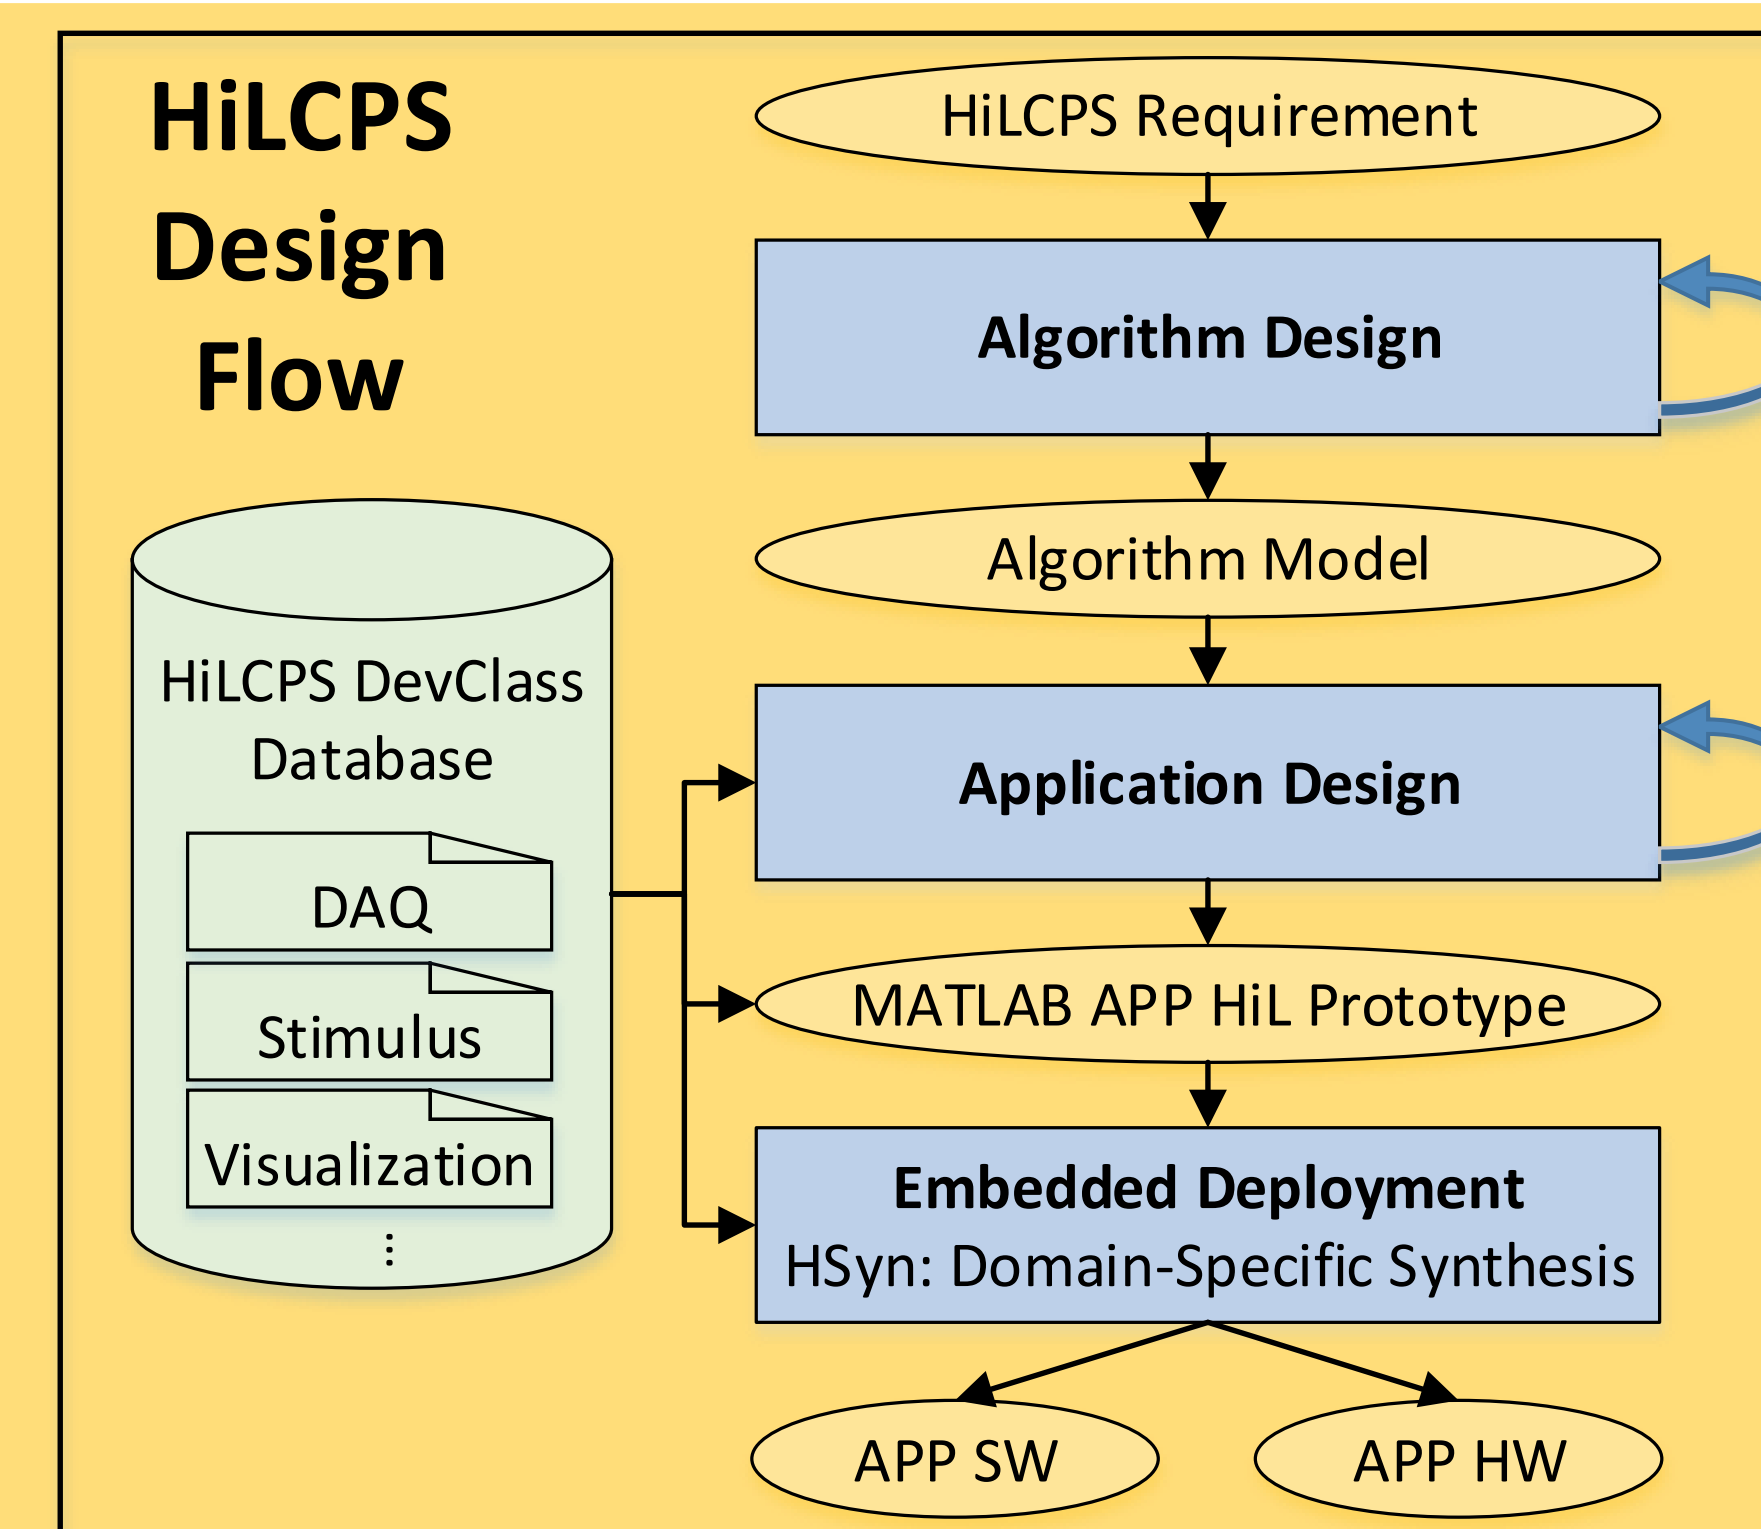 HiLCPS
Design
Flow
HiLCPS Requirement
Algorithm Design
Algorithm Model
HiLCPS DevClass
Database
DAQ
Stimulus
Visualization
⋮
Application Design
MATLAB APP HiL Prototype
Embedded Deployment
HSyn: Domain-Specific Synthesis
APP SW
APP HW